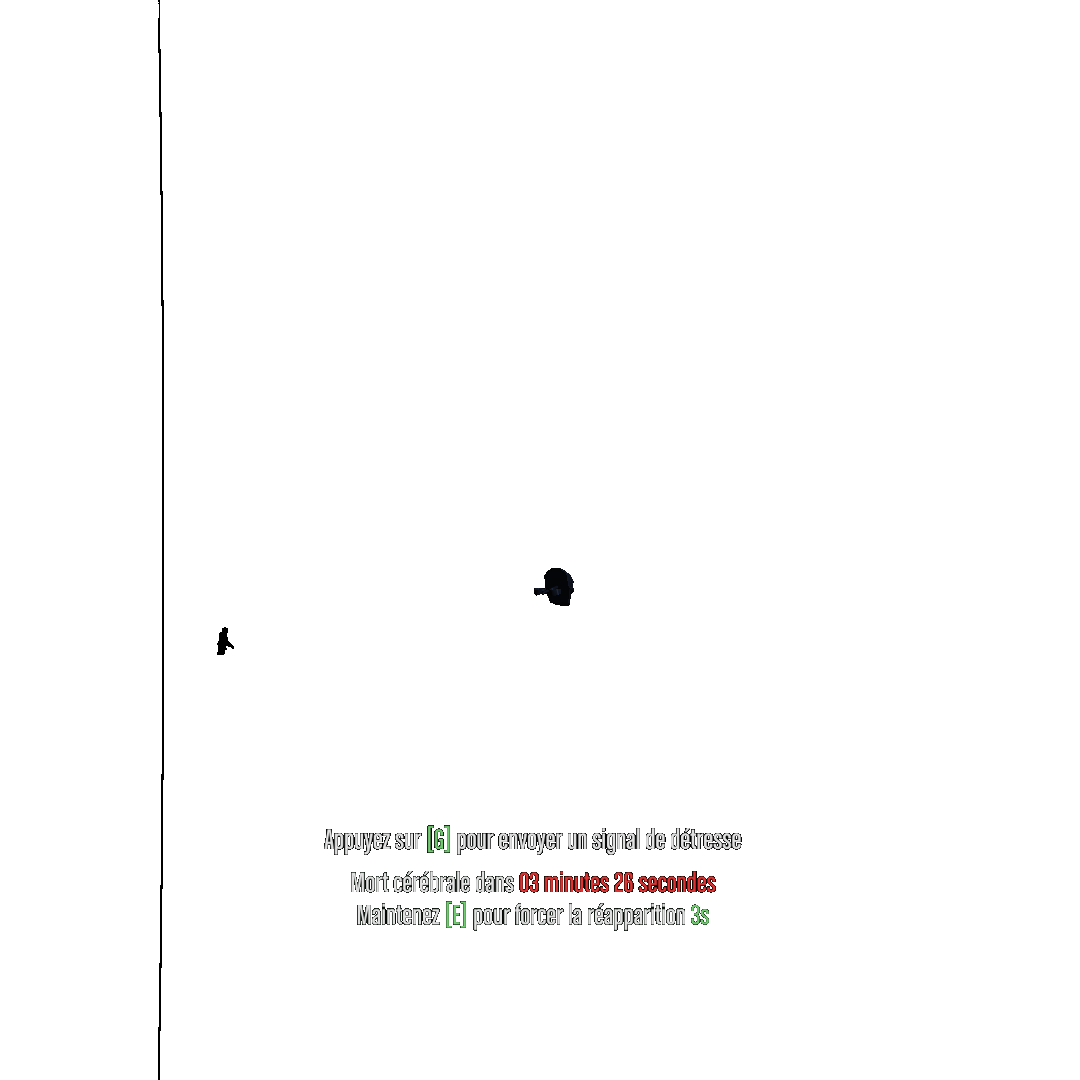 Appuyez sur [G] pour envoyer un signal de détresse
Mort cérébrale dans 03 minutes 26 secondes
Maintenez [E] pour forcer la réapparition 3s